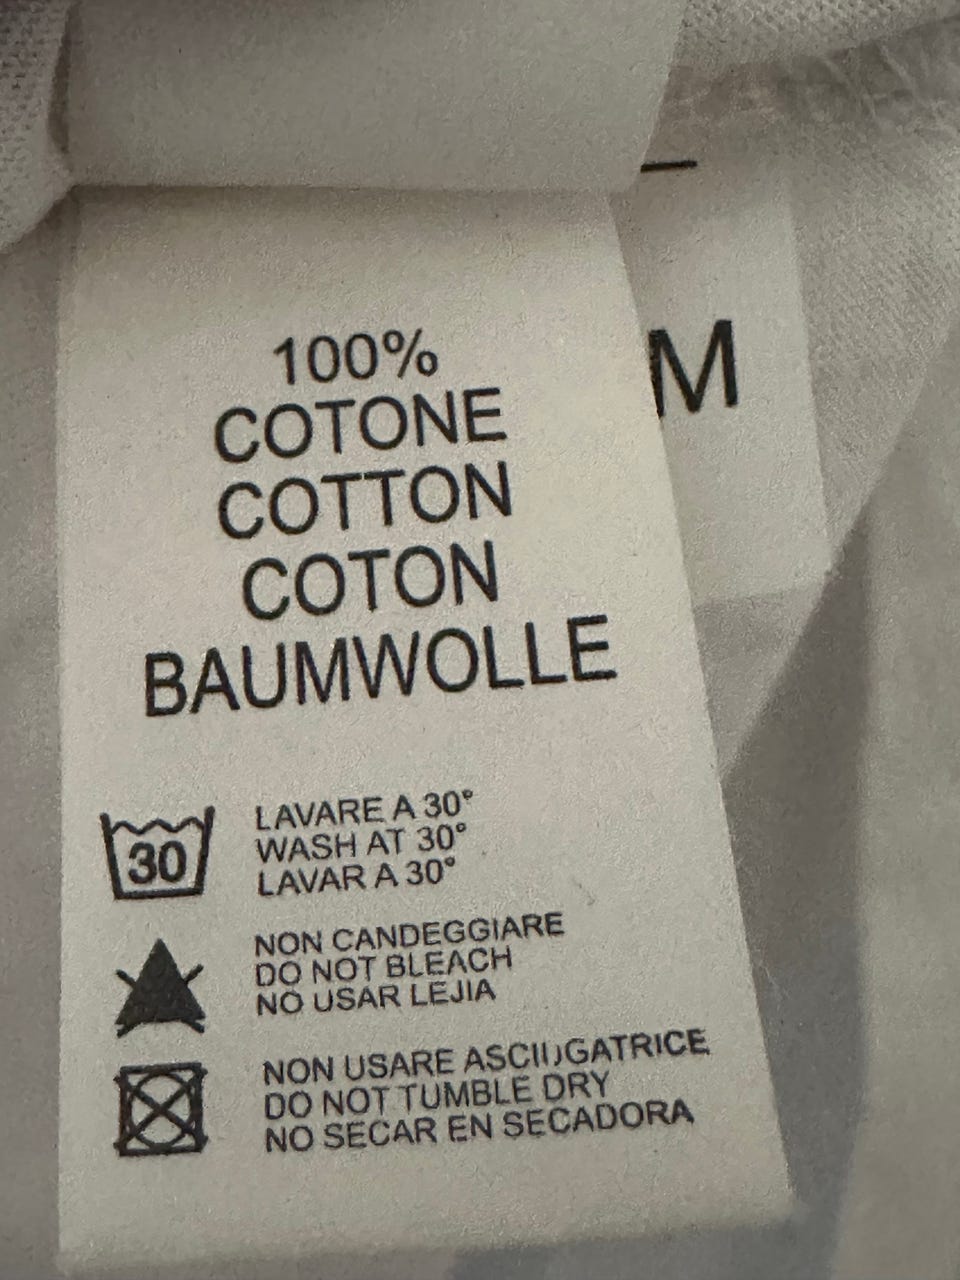 100%
COTONE
COTTON
COTON
BAUMWOLLE
M
30
LAVARE A 30°
WASH AT 30°
LAVAR A 30°
NON CANDEGGIARE
DO NOT BLEACH
NO USAR LEJIA
NON USARE ASCIUGATRICE
DO NOT TUMBLE DRY
NO SECAR EN SECADORA